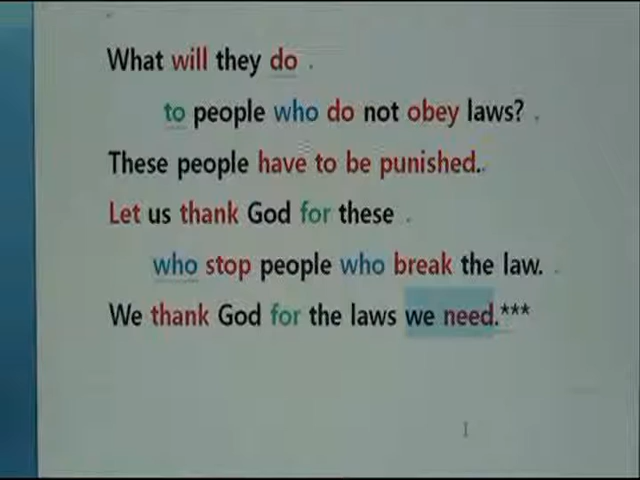 What will they do
to people who do not obey laws?
These people have to be punished.
Let us thank God for these
who stop people who break the law.
We thank God for the laws we need.***